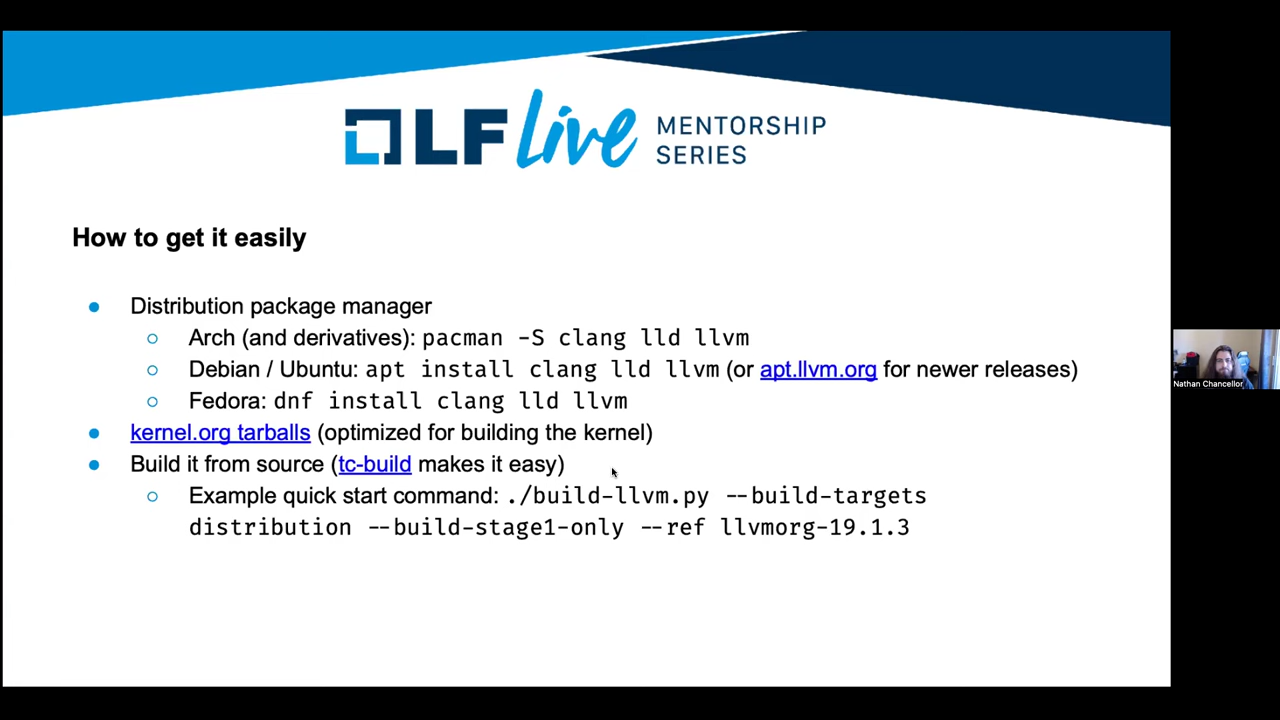 LF Live MENTORSHIP
SERIES
How to get it easily
● Distribution package manager
○ Arch (and derivatives): pacman -S clang lld llvm
○ Debian / Ubuntu: apt install clang lld llvm (or apt.llvm.org for newer releases)
○ Fedora: dnf install clang lld llvm
● kernel.org tarballs (optimized for building the kernel)
● Build it from source (tc-build makes it easy)
○ Example quick start command: ./build-llvm.py --build-targets
distribution --build-stage1-only --ref llvmorg-19.1.3
Nathan Chancellor